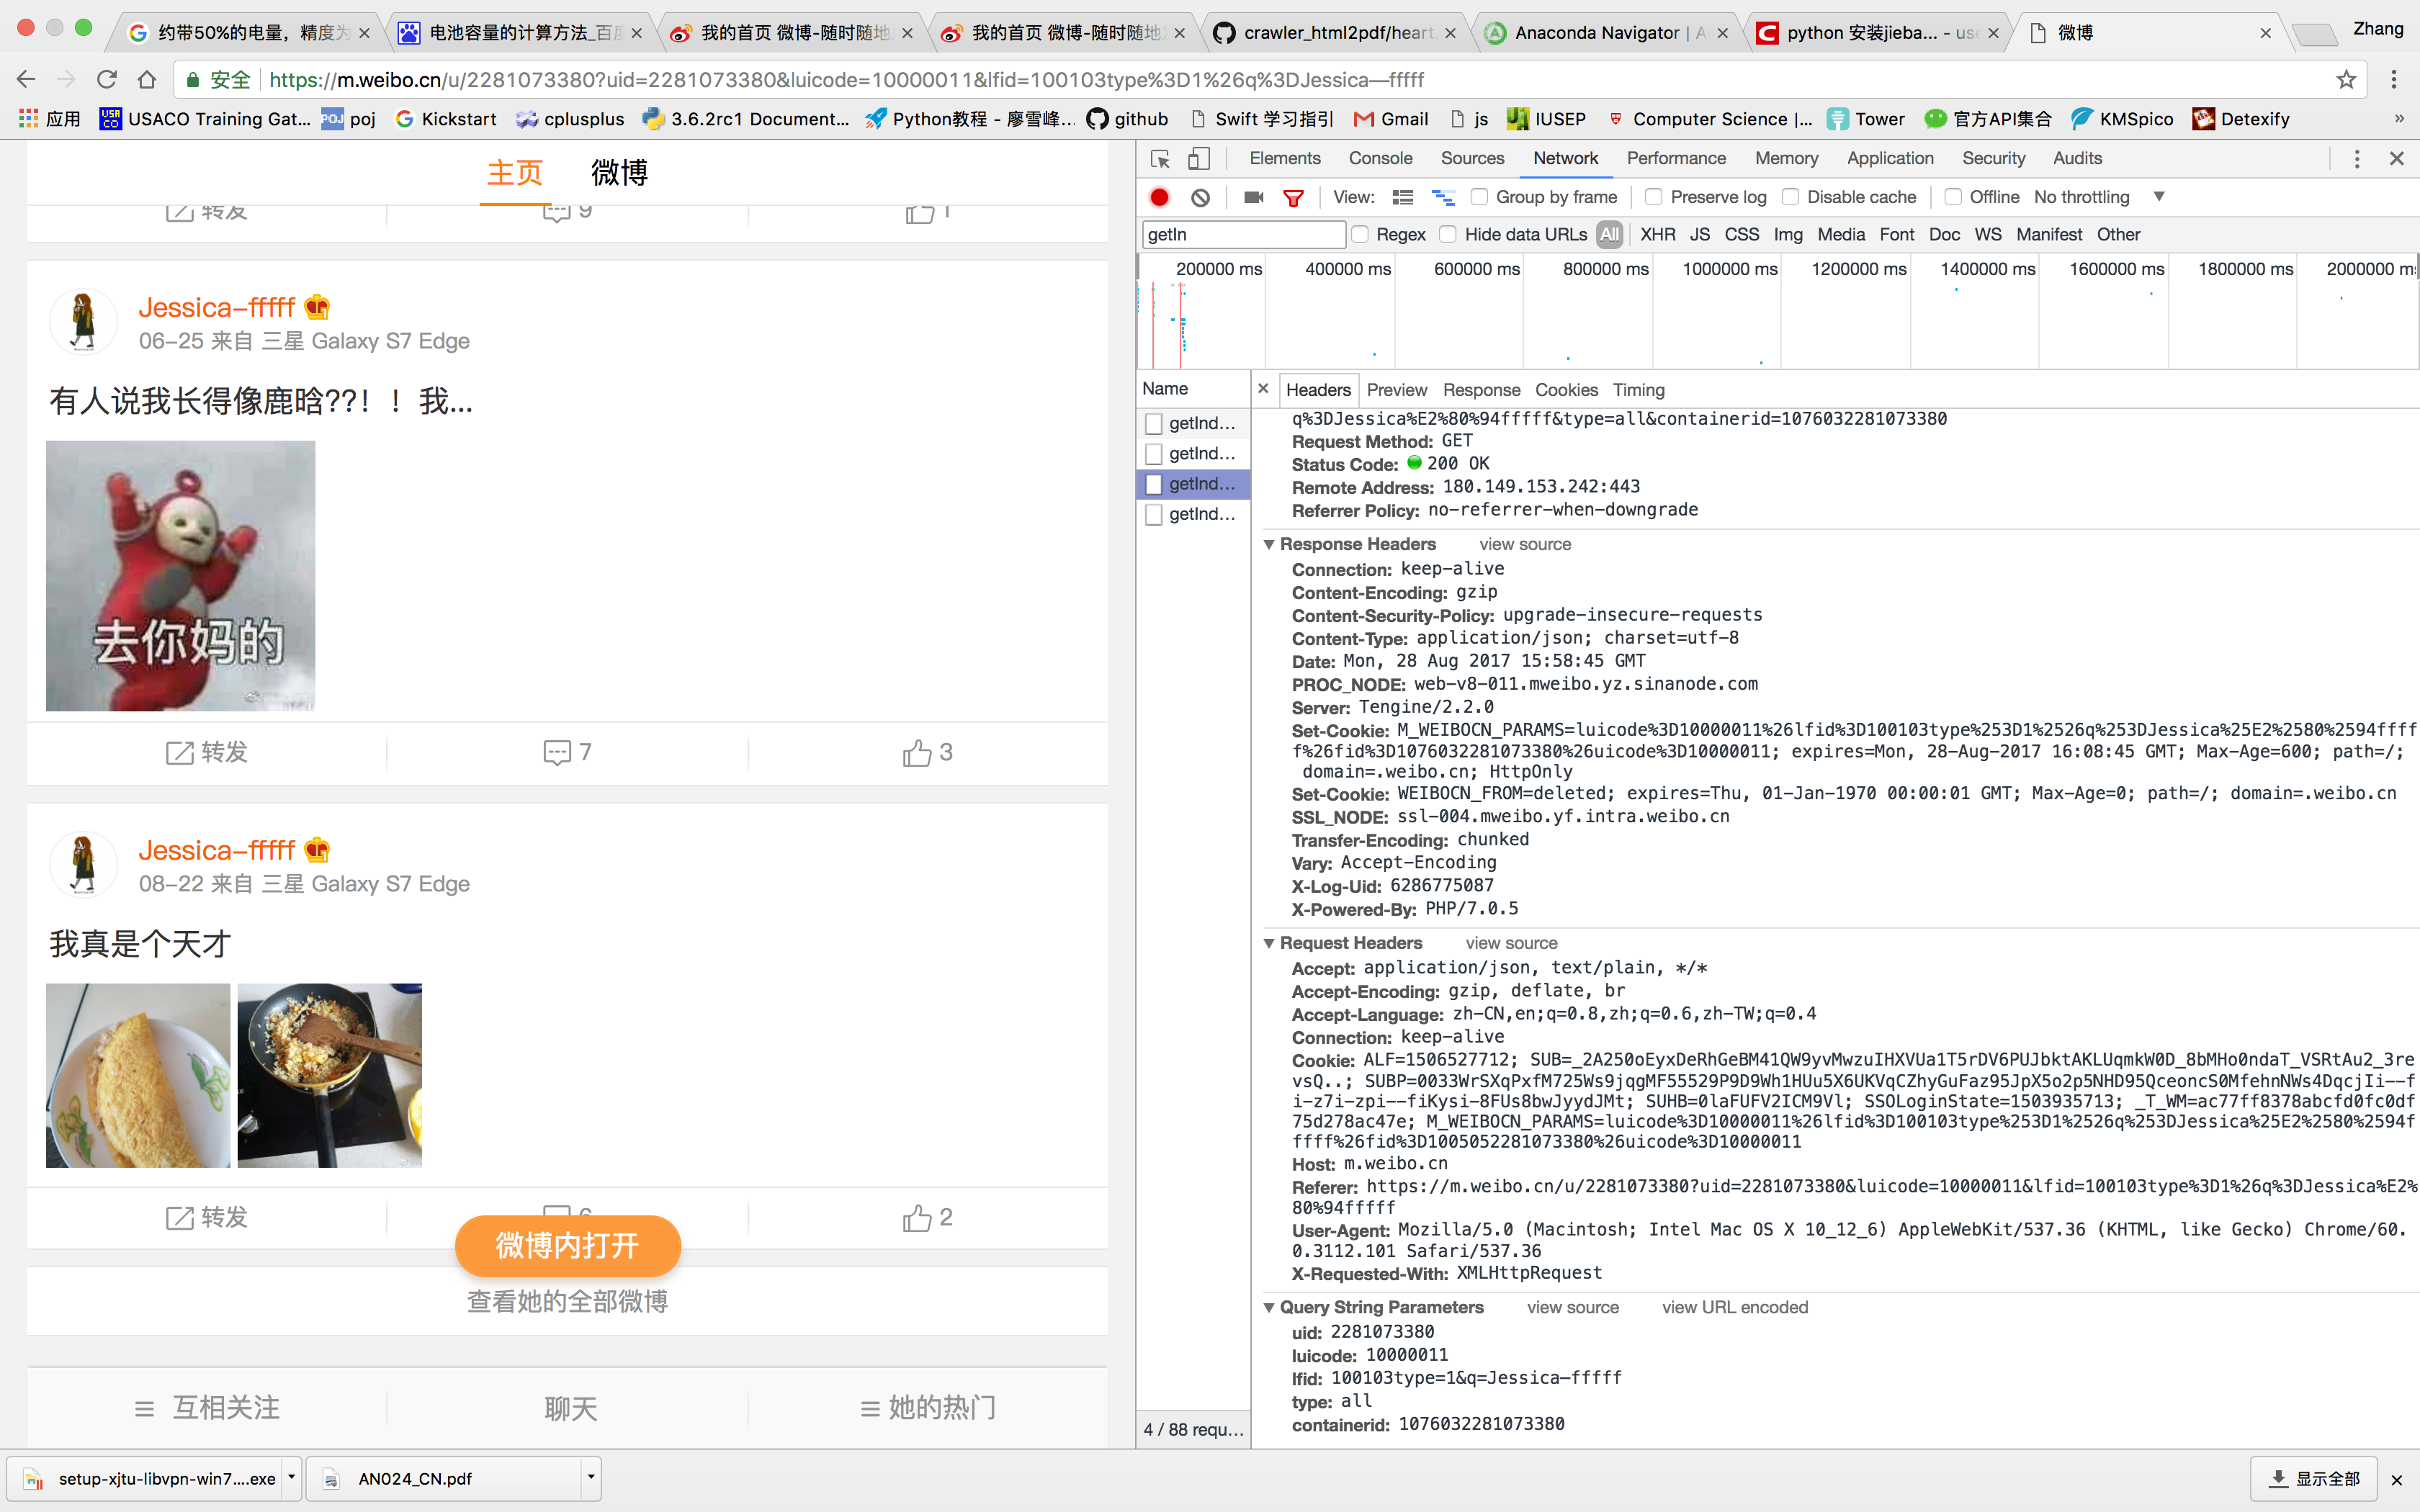 约带50%的电量，精度为
电池容量的计算方法_百度
我的首页 微博-随时随地
我的首页 微博-随时随地
crawler_html2pdf/heart
Anaconda Navigator | A
python 安装jieba... - use
微博
Zhang
安全 https://m.weibo.cn/u/2281073380?uid=2281073380&luicode=10000011&lfid=100103type%3D1%26q%3DJessica—fffff
应用 USACO Training Gat... poj Kickstart cplusplus 3.6.2rc1 Document... Python教程 - 廖雪峰... github Swift 学习指引 Gmail js IUSEP Computer Science |... Tower 官方API集合 KMSpico Detexify »
主页 微博
转发 9 1
Jessica—fffff
06-25 来自 三星 Galaxy S7 Edge
有人说我长得像鹿晗??！！ 我...
去你妈的
转发 7 3
Jessica—fffff
08-22 来自 三星 Galaxy S7 Edge
我真是个天才
转发 6 2
微博内打开
查看她的全部微博
互相关注 聊天 她的热门
Elements Console Sources Network Performance Memory Application Security Audits
View: Group by frame Preserve log Disable cache Offline No throttling
getIn Regex Hide data URLs All XHR JS CSS Img Media Font Doc WS Manifest Other
200000 ms 400000 ms 600000 ms 800000 ms 1000000 ms 1200000 ms 1400000 ms 1600000 ms 1800000 ms 2000000 m
Name
getInd...
getInd...
getInd...
getInd...
4 / 88 requ...
Headers Preview Response Cookies Timing
q%3DJessica%E2%80%94fffff&type=all&containerid=1076032281073380
Request Method: GET
Status Code: 200 OK
Remote Address: 180.149.153.242:443
Referrer Policy: no-referrer-when-downgrade
Response Headers view source
Connection: keep-alive
Content-Encoding: gzip
Content-Security-Policy: upgrade-insecure-requests
Content-Type: application/json; charset=utf-8
Date: Mon, 28 Aug 2017 15:58:45 GMT
PROC_NODE: web-v8-011.mweibo.yz.sinanode.com
Server: Tengine/2.2.0
Set-Cookie: M_WEIBOCN_PARAMS=luicode%3D10000011%26lfid%3D100103type%253D1%2526q%253DJessica%25E2%2580%2594ffff
f%26fid%3D1076032281073380%26uicode%3D10000011; expires=Mon, 28-Aug-2017 16:08:45 GMT; Max-Age=600; path=/;
domain=.weibo.cn; HttpOnly
Set-Cookie: WEIBOCN_FROM=deleted; expires=Thu, 01-Jan-1970 00:00:01 GMT; Max-Age=0; path=/; domain=.weibo.cn
SSL_NODE: ssl-004.mweibo.yf.intra.weibo.cn
Transfer-Encoding: chunked
Vary: Accept-Encoding
X-Log-Uid: 6286775087
X-Powered-By: PHP/7.0.5
Request Headers view source
Accept: application/json, text/plain, */*
Accept-Encoding: gzip, deflate, br
Accept-Language: zh-CN,en;q=0.8,zh;q=0.6,zh-TW;q=0.4
Connection: keep-alive
Cookie: ALF=1506527712; SUB=_2A250oEyxDeRhGeBM41QW9yvMwzuIHXVUa1T5rDV6PUJbktAKLUqmkW0D_8bMHo0ndaT_VSRtAu2_3re
vsQ..; SUBP=0033WrSXqPxfM725Ws9jqgMF55529P9D9Wh1HUu5X6UKVqCZhyGuFaz95JpX5o2p5NHD95QceoncS0MfehnNWs4DqcjIi--f
i-z7i-zpi--fiKysi-8FUs8bwJyydJMt; SUHB=0laFUFV2ICM9Vl; SSOLoginState=1503935713; _T_WM=ac77ff8378abcfd0fc0df
75d278ac47e; M_WEIBOCN_PARAMS=luicode%3D10000011%26lfid%3D100103type%253D1%2526q%253DJessica%25E2%2580%2594ff
fff%26fid%3D1005052281073380%26uicode%3D10000011
Host: m.weibo.cn
Referer: https://m.weibo.cn/u/2281073380?uid=2281073380&luicode=10000011&lfid=100103type%3D1%26q%3DJessica%E2%
80%94fffff
User-Agent: Mozilla/5.0 (Macintosh; Intel Mac OS X 10_12_6) AppleWebKit/537.36 (KHTML, like Gecko) Chrome/60.
0.3112.101 Safari/537.36
X-Requested-With: XMLHttpRequest
Query String Parameters view source view URL encoded
uid: 2281073380
luicode: 10000011
lfid: 100103type=1&q=Jessica—fffff
type: all
containerid: 1076032281073380
setup-xjtu-libvpn-win7....exe AN024_CN.pdf 显示全部